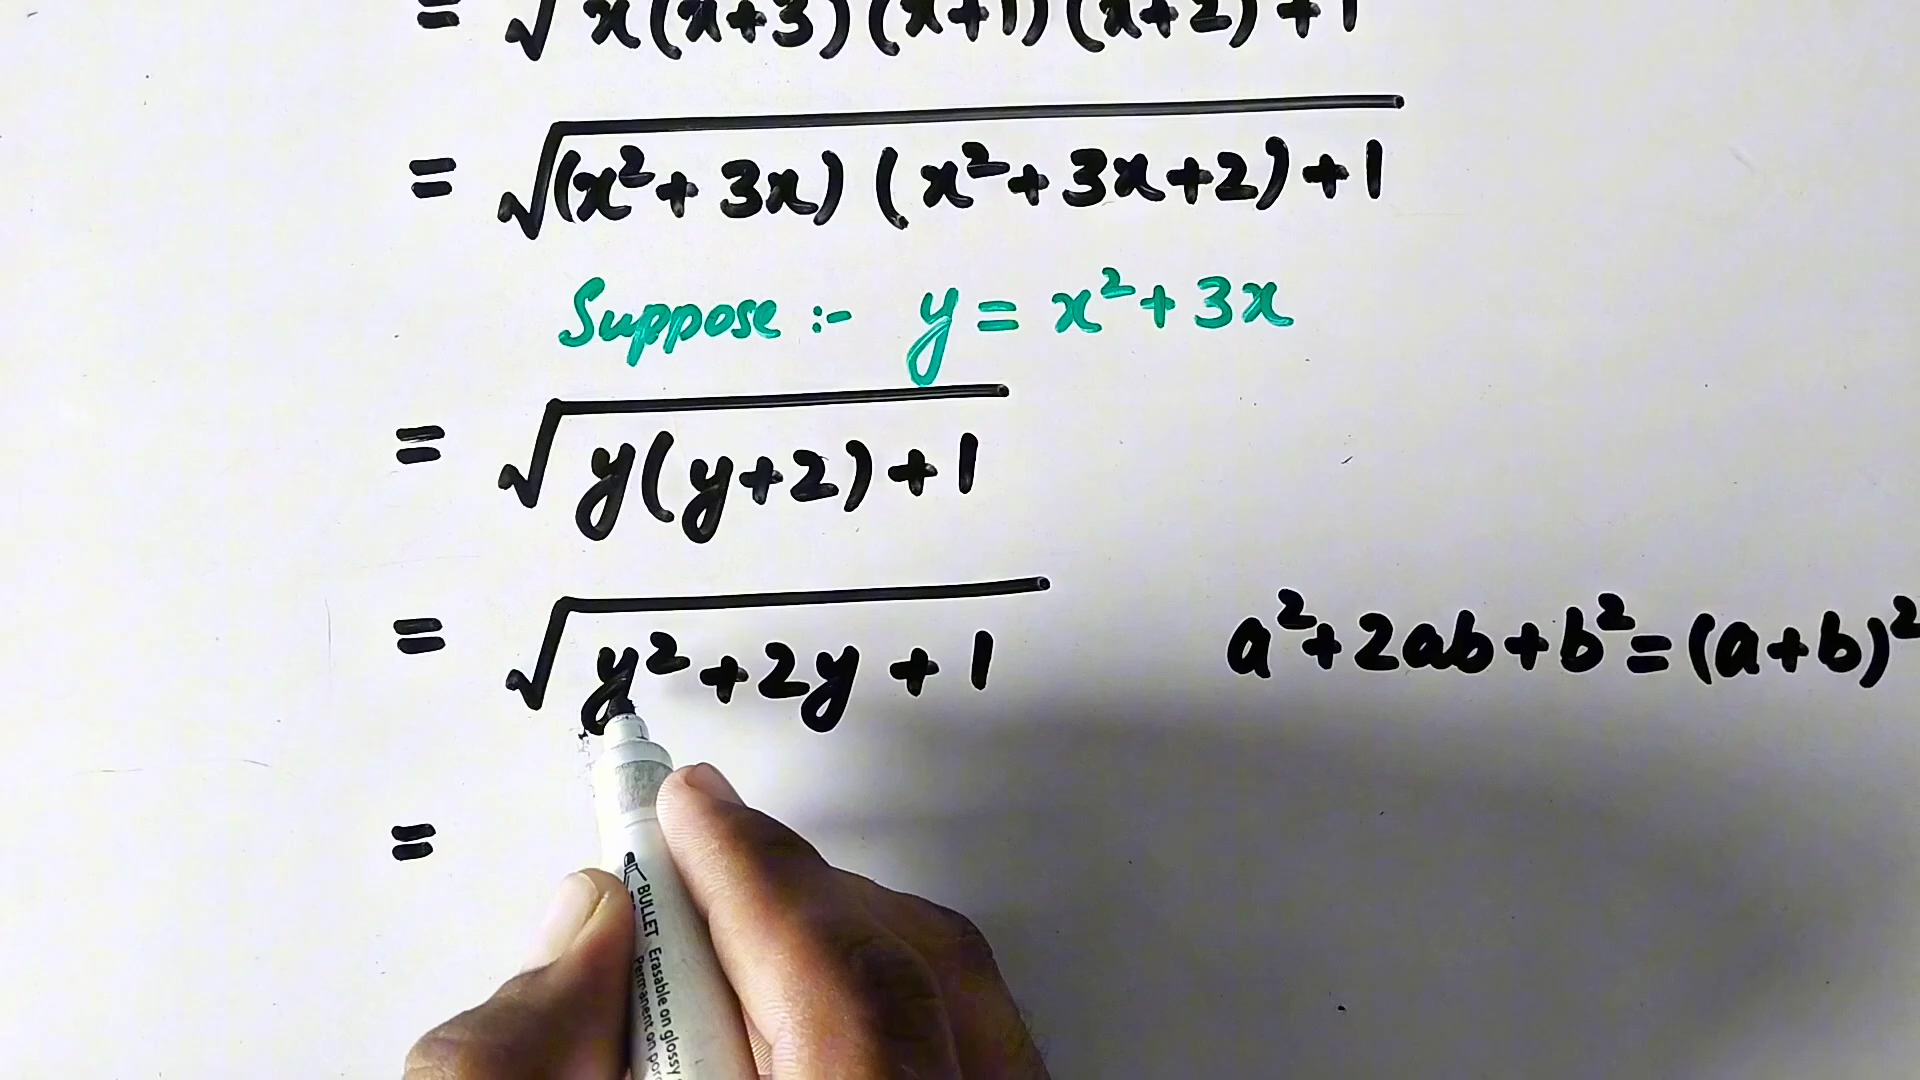 = √x(x+3)(x+1)(x+2)+1
= √(x²+3x)(x²+3x+2)+1
Suppose :- y = x²+3x
= √y(y+2)+1
= √y²+2y+1
a²+2ab+b²=(a+b)²
=
BULLET Erasable on glossy
Permanent on